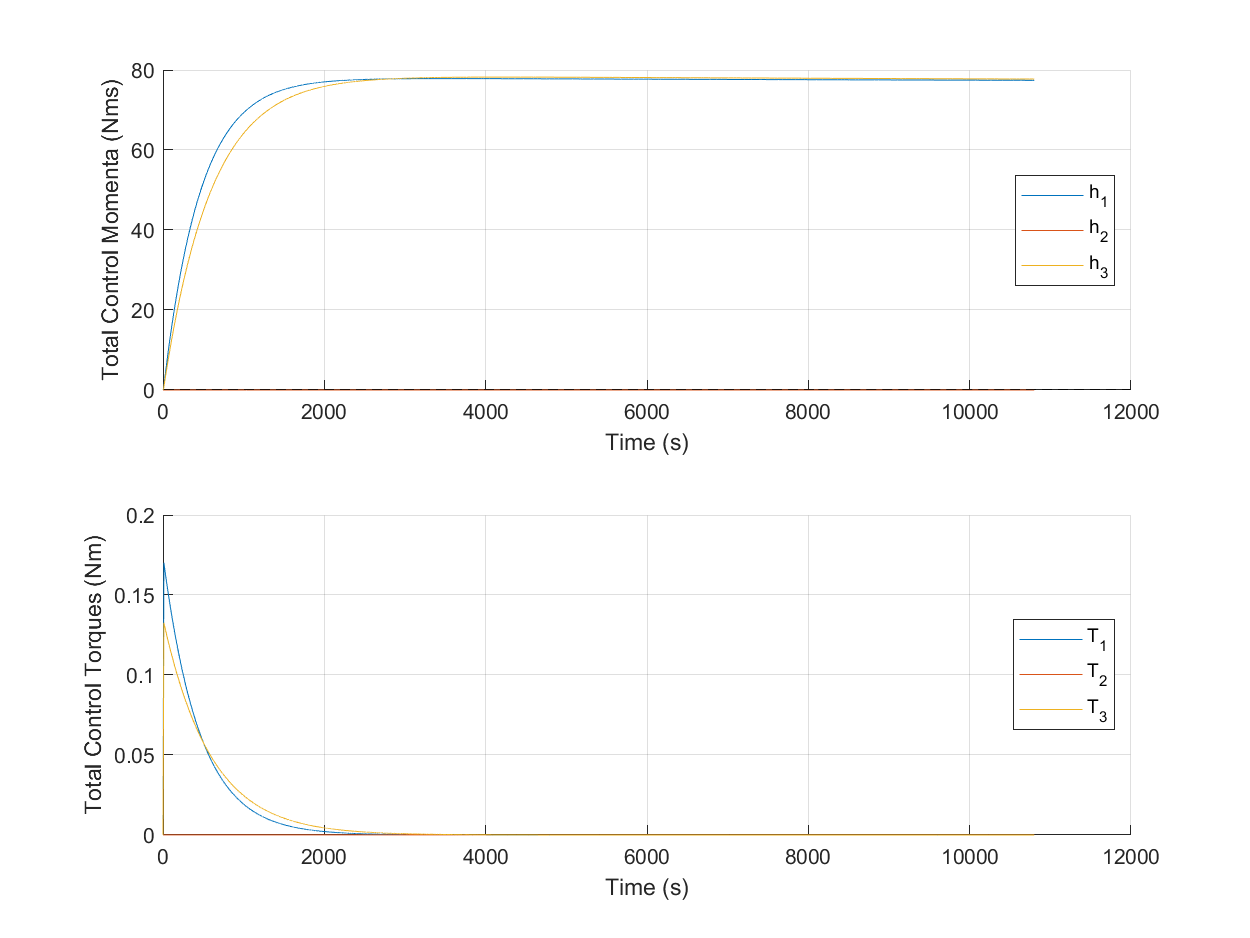 80
60
40
20
0
Total Control Momenta (Nms)
h1
h2
h3
0 2000 4000 6000 8000 10000 12000
Time (s)
0.2
0.15
0.1
0.05
0
Total Control Torques (Nm)
T1
T2
T3
0 2000 4000 6000 8000 10000 12000
Time (s)